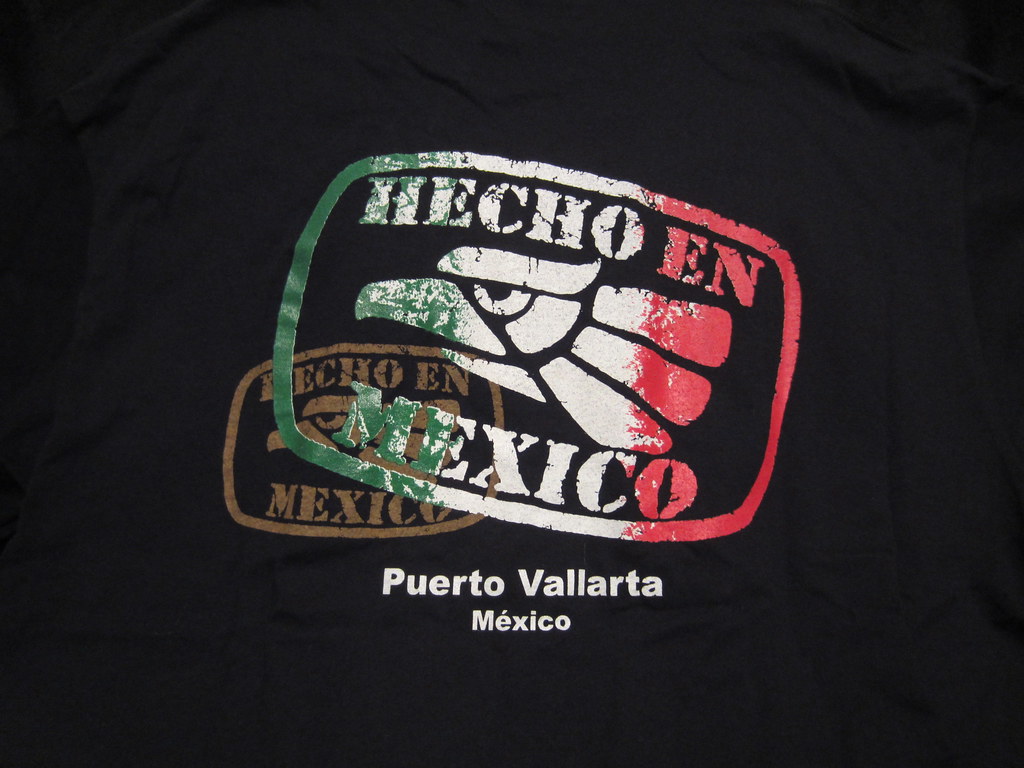 HECHO EN
MEXICO
HECHO EN
MEXICO
Puerto Vallarta
México